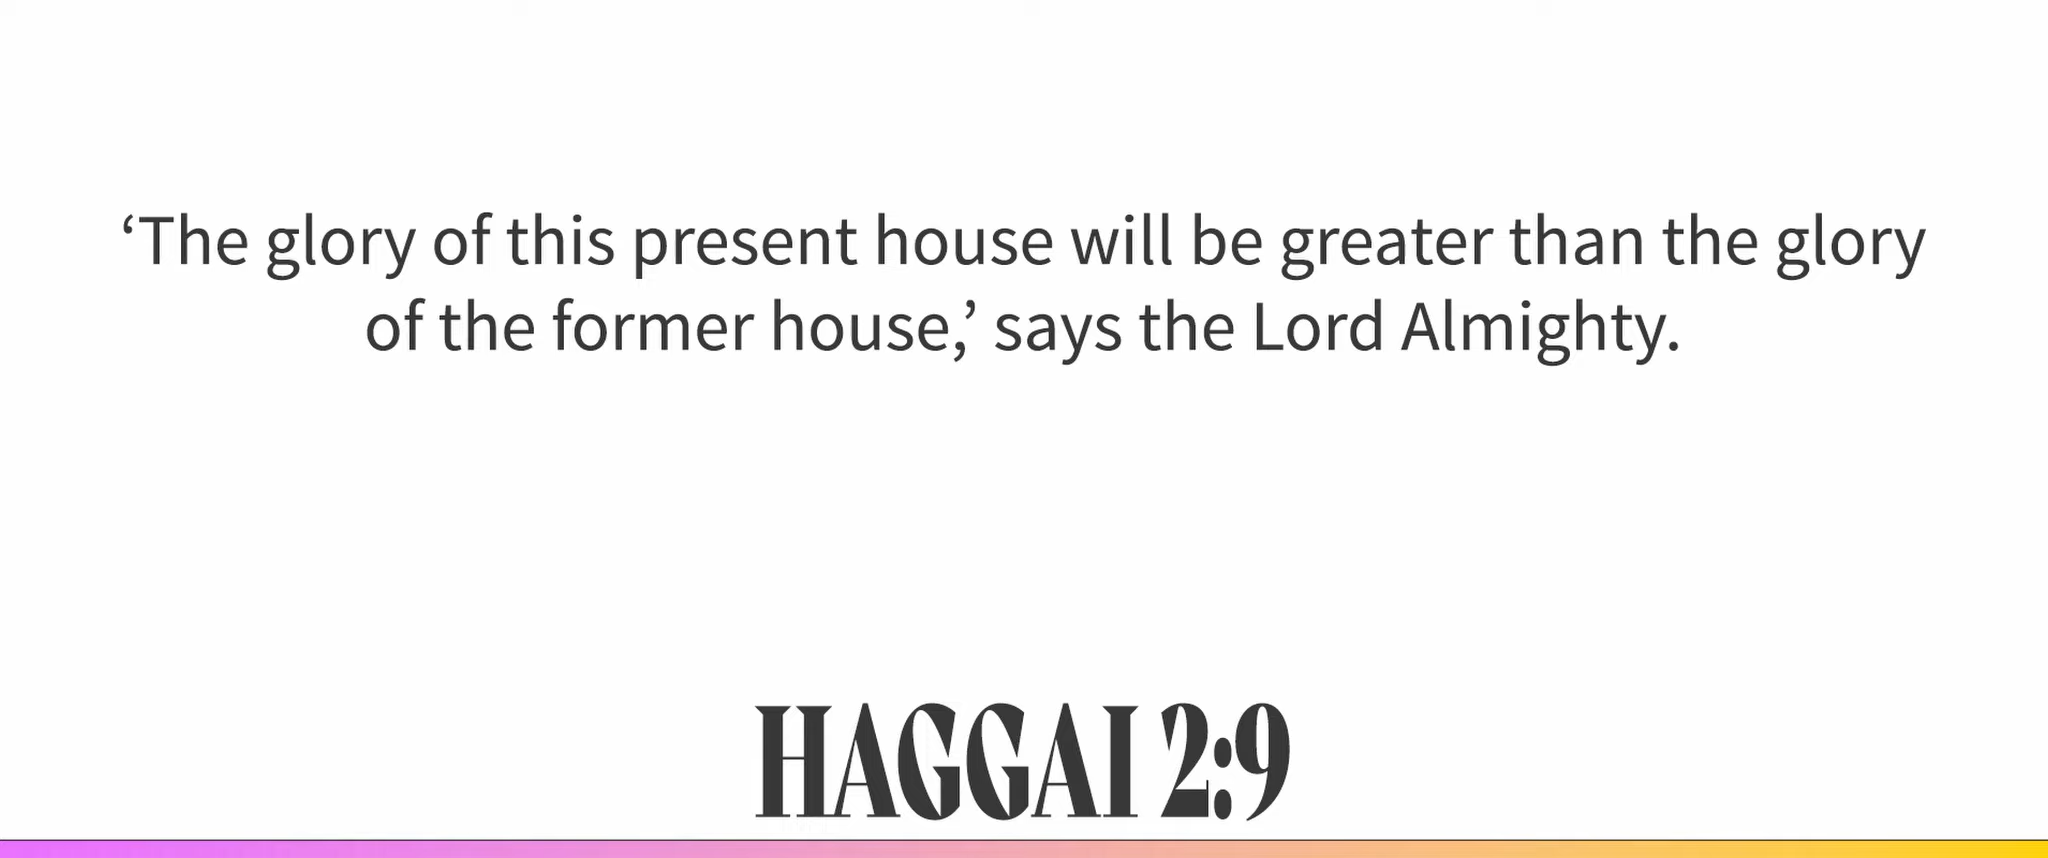 ‘The glory of this present house will be greater than the glory
of the former house,’ says the Lord Almighty.
HAGGAI 2:9